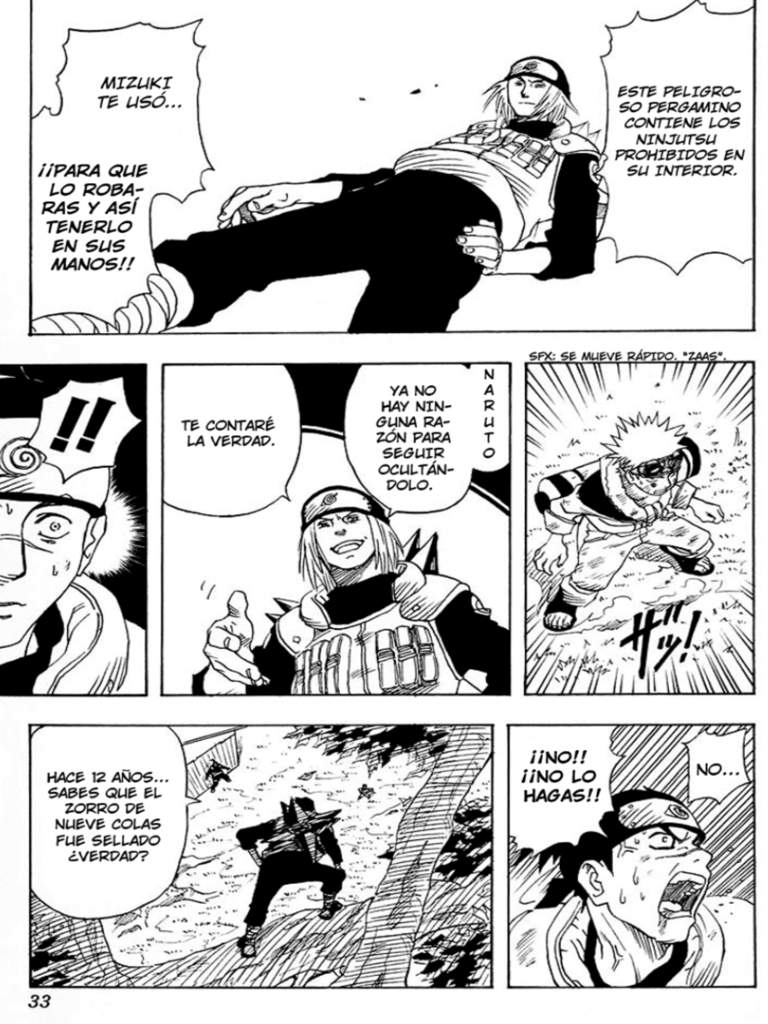 ESTE PELIGRO-
SO PERGAMINO
CONTIENE LOS
NINJUTSU
PROHIBIDOS EN
SU INTERIOR.
MIZUKI
TE USÓ...
¡¡PARA QUE
LO ROBA-
RAS Y ASÍ
TENERLO
EN SUS
MANOS!!
SFX: SE MUEVE RÁPIDO. "ZAAS".
ザッ!
N
A
R
U
T
O
YA NO
HAY NIN-
GUNA RA-
ZÓN PARA
SEGUIR
OCULTÁN-
DOLO.
TE CONTARÉ
LA VERDAD.
!!
NO...
¡¡NO!!
¡¡NO LO
HAGAS!!
HACE 12 AÑOS...
SABES QUE EL
ZORRO DE
NUEVE COLAS
FUE SELLADO
¿VERDAD?
33